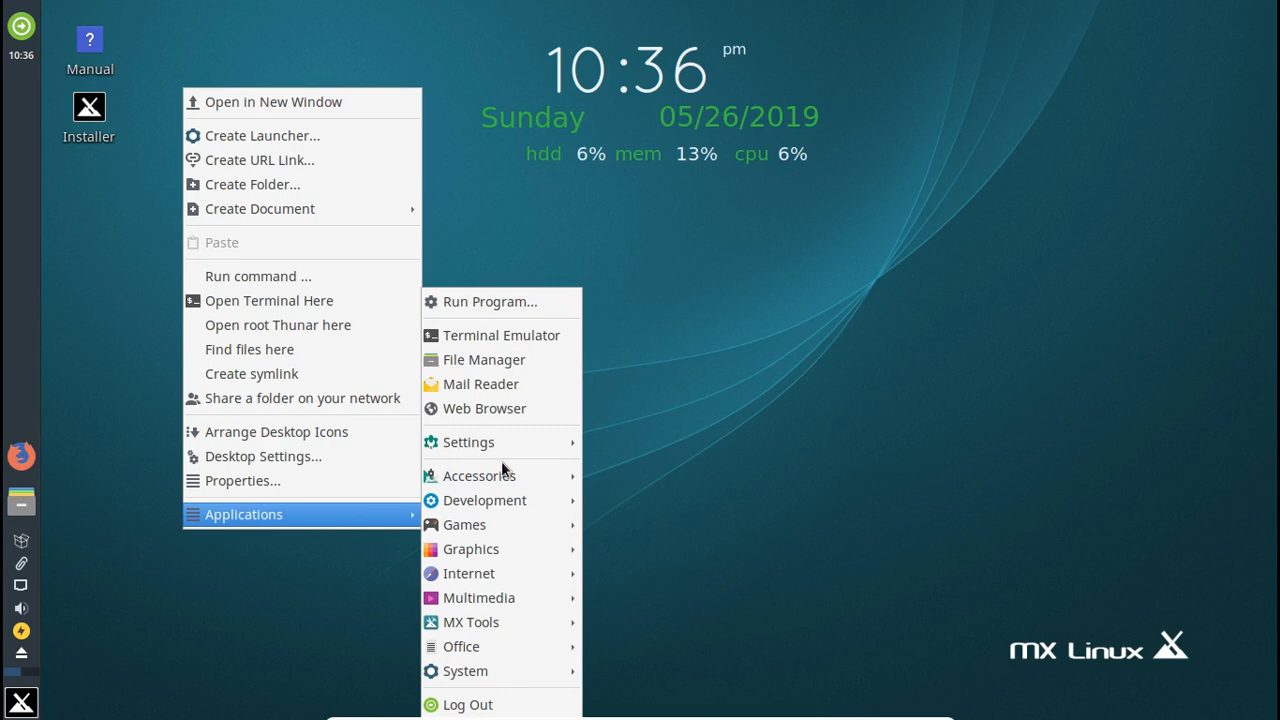 10:36
Manual
Installer
10:36 pm
Sunday 05/26/2019
hdd 6% mem 13% cpu 6%
Open in New Window
Create Launcher...
Create URL Link...
Create Folder...
Create Document
Paste
Run command ...
Open Terminal Here
Open root Thunar here
Find files here
Create symlink
Share a folder on your network
Arrange Desktop Icons
Desktop Settings...
Properties...
Applications
Run Program...
Terminal Emulator
File Manager
Mail Reader
Web Browser
Settings
Accessories
Development
Games
Graphics
Internet
Multimedia
MX Tools
Office
System
Log Out
MX Linux